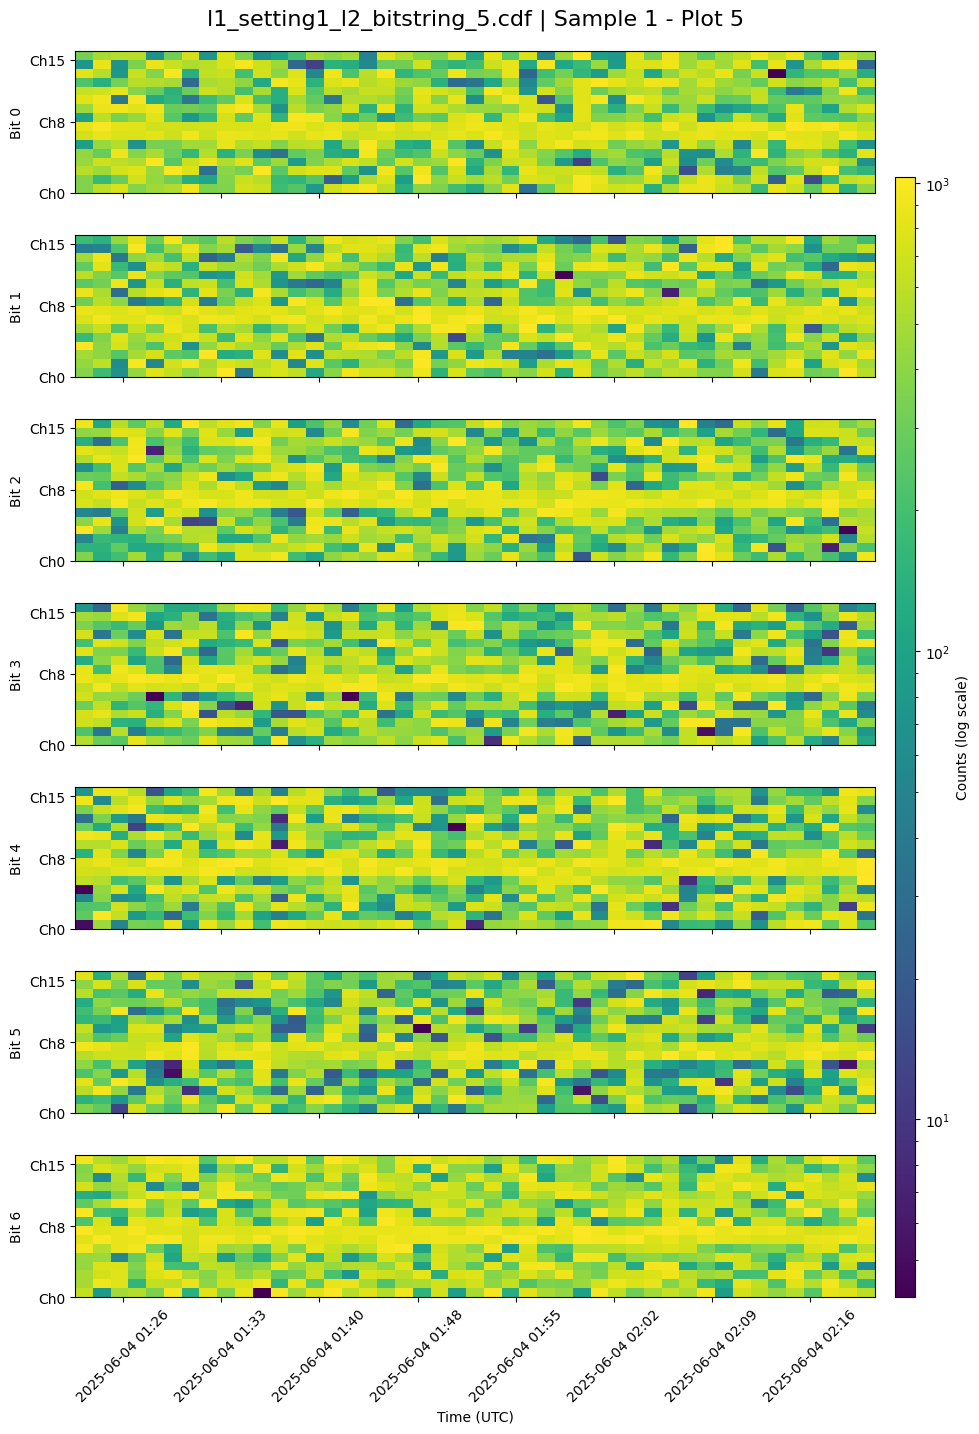 l1_setting1_l2_bitstring_5.cdf | Sample 1 - Plot 5
Bit 0
Ch15
Ch8
Ch0
Bit 1
Ch15
Ch8
Ch0
Bit 2
Ch15
Ch8
Ch0
Bit 3
Ch15
Ch8
Ch0
Bit 4
Ch15
Ch8
Ch0
Bit 5
Ch15
Ch8
Ch0
Bit 6
Ch15
Ch8
Ch0
2025-06-04 01:26
2025-06-04 01:33
2025-06-04 01:40
2025-06-04 01:48
2025-06-04 01:55
2025-06-04 02:02
2025-06-04 02:09
2025-06-04 02:16
Time (UTC)
10³
10²
10¹
Counts (log scale)